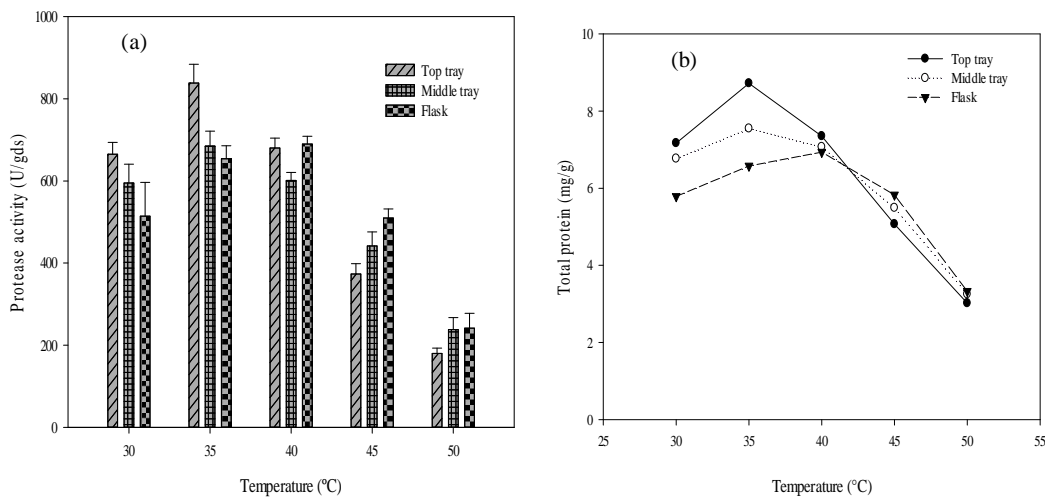 (a)
Top tray
Middle tray
Flask
1000
800
600
400
200
0
Protease activity (U/gds)
30 35 40 45 50
Temperature (ºC)
(b)
Top tray
Middle tray
Flask
10
8
6
4
2
0
Total protein (mg/g)
25 30 35 40 45 50 55
Temperature (°C)